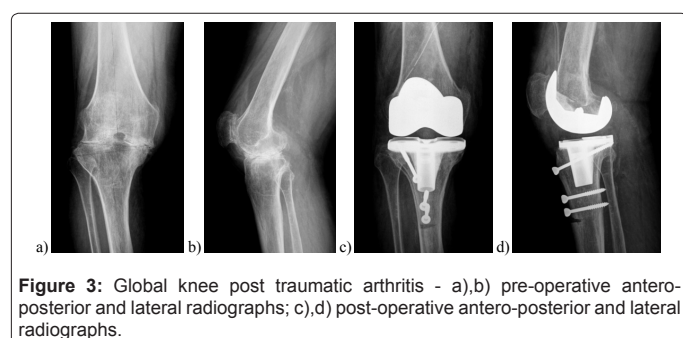 a) b) c) d)
Figure 3: Global knee post traumatic arthritis - a),b) pre-operative antero-
posterior and lateral radiographs; c),d) post-operative antero-posterior and lateral
radiographs.